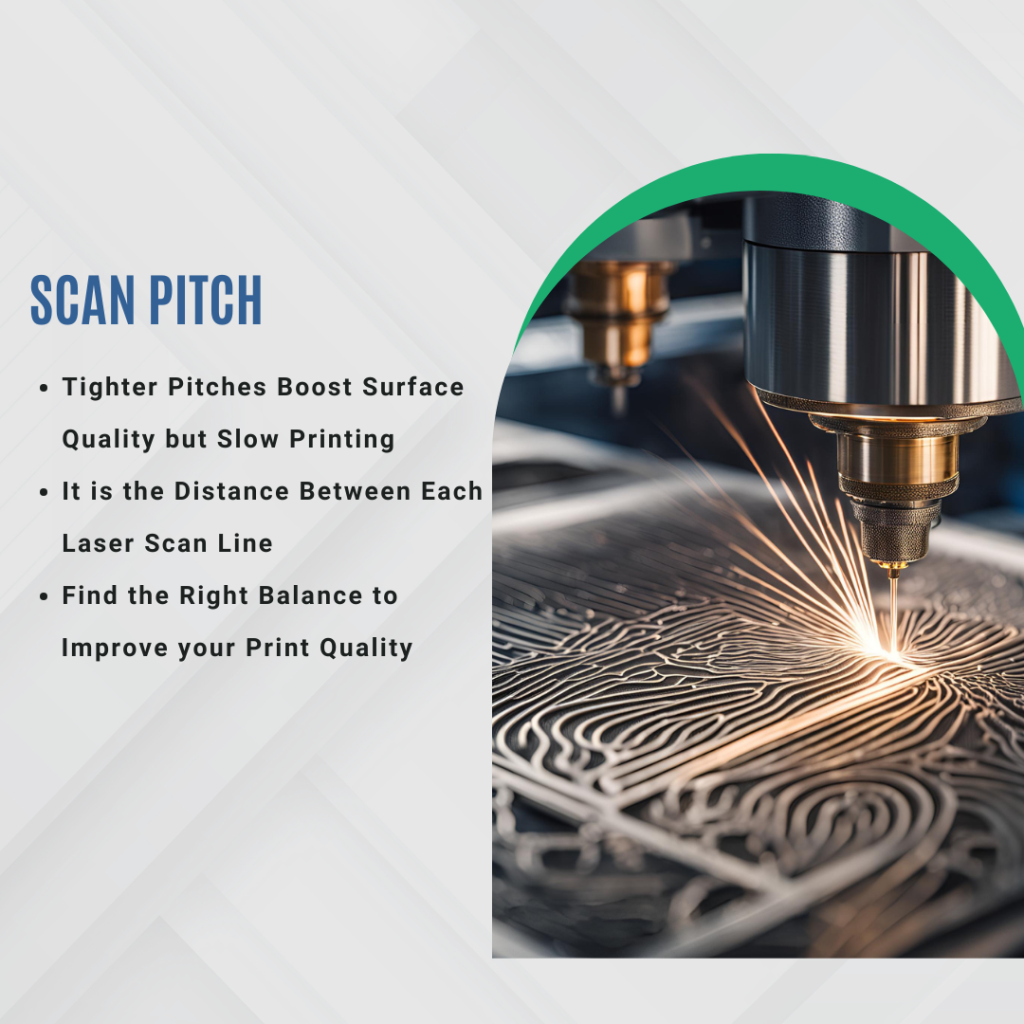 SCAN PITCH
• Tighter Pitches Boost Surface
Quality but Slow Printing
• It is the Distance Between Each
Laser Scan Line
• Find the Right Balance to
Improve your Print Quality